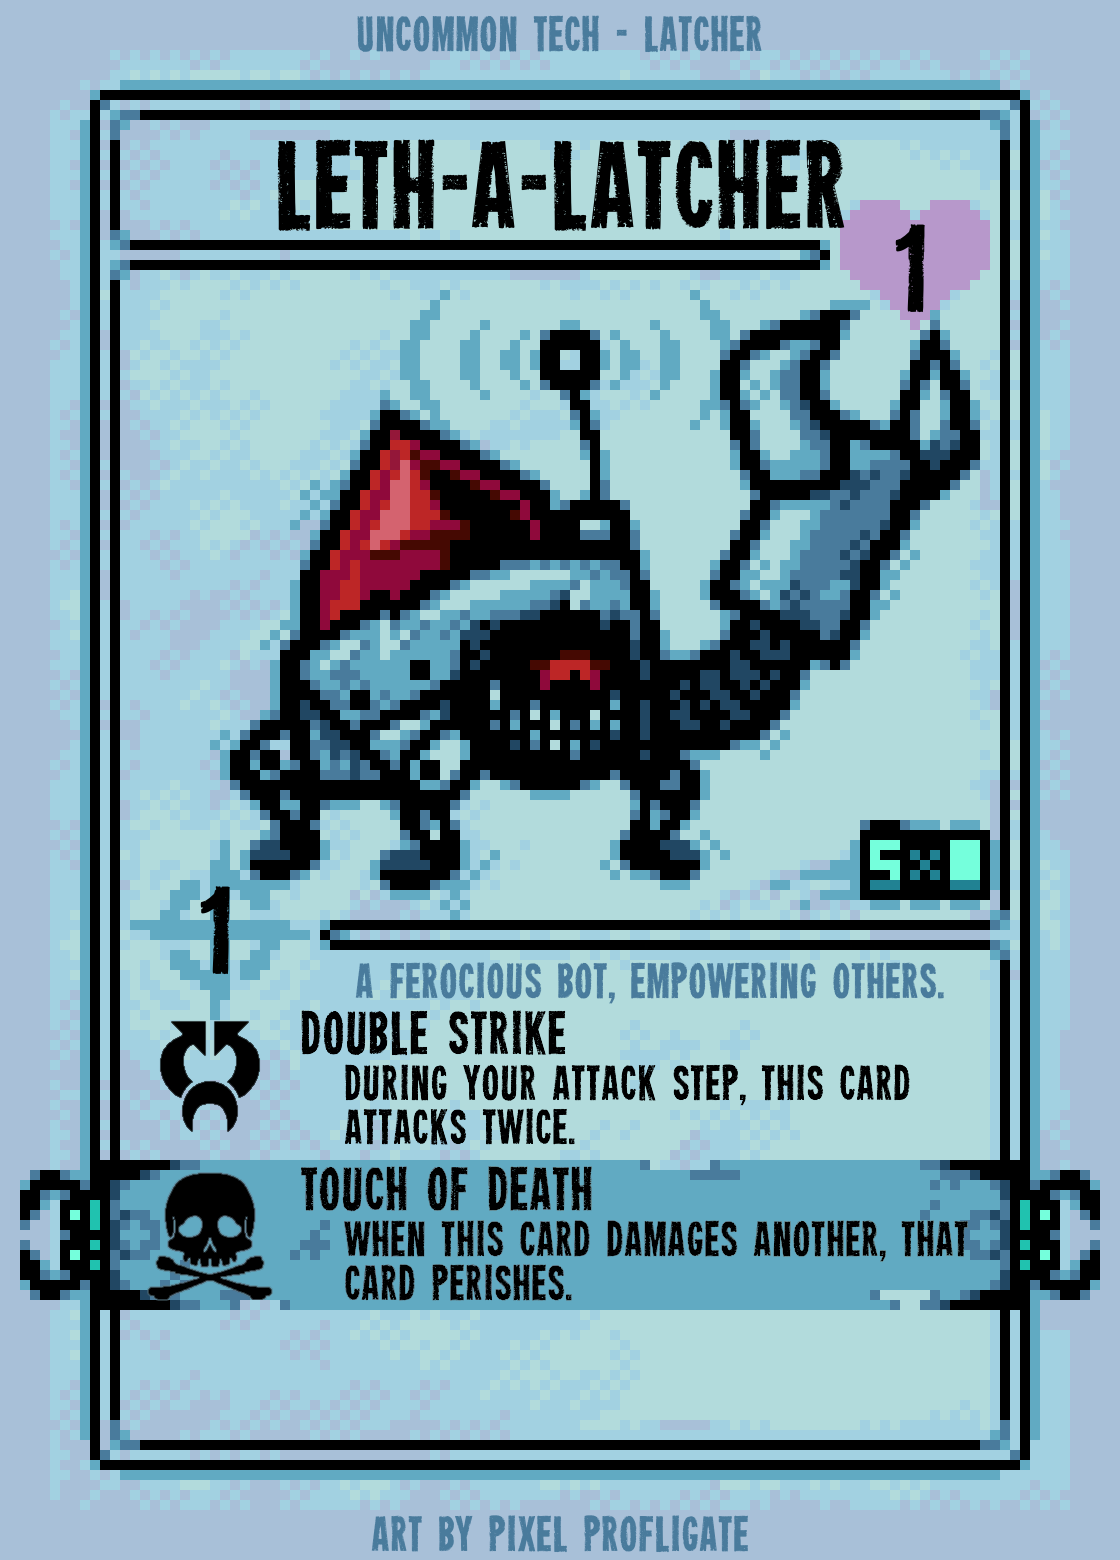 UNCOMMON TECH - LATCHER
LETH-A-LATCHER
1
5×
1
A FEROCIOUS BOT, EMPOWERING OTHERS.
DOUBLE STRIKE
DURING YOUR ATTACK STEP, THIS CARD
ATTACKS TWICE.
TOUCH OF DEATH
WHEN THIS CARD DAMAGES ANOTHER, THAT
CARD PERISHES.
ART BY PIXEL PROFLIGATE